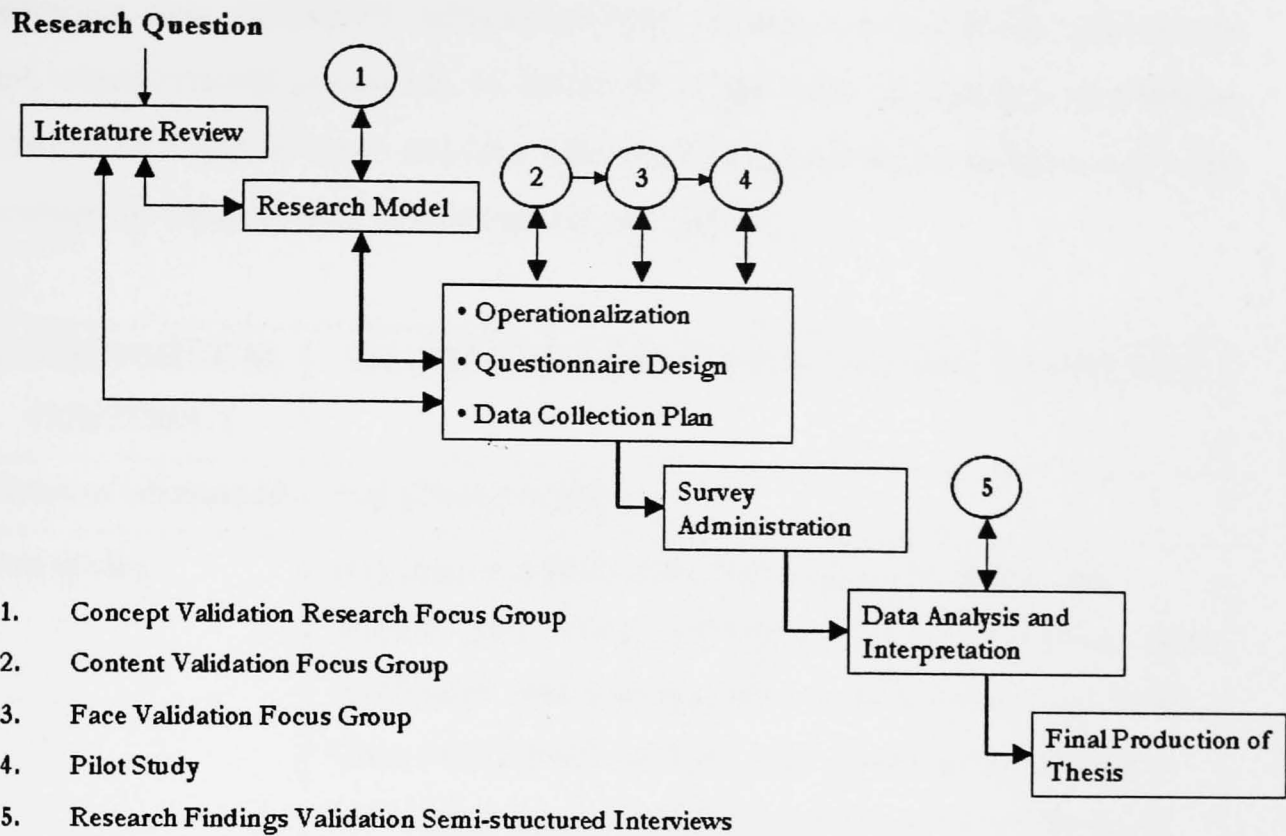 Research Question
1
Literature Review
2
3
4
Research Model
• Operationalization
• Questionnaire Design
• Data Collection Plan
5
Survey
Administration
Data Analysis and
Interpretation
Final Production of
Thesis
1. Concept Validation Research Focus Group
2. Content Validation Focus Group
3. Face Validation Focus Group
4. Pilot Study
5. Research Findings Validation Semi-structured Interviews